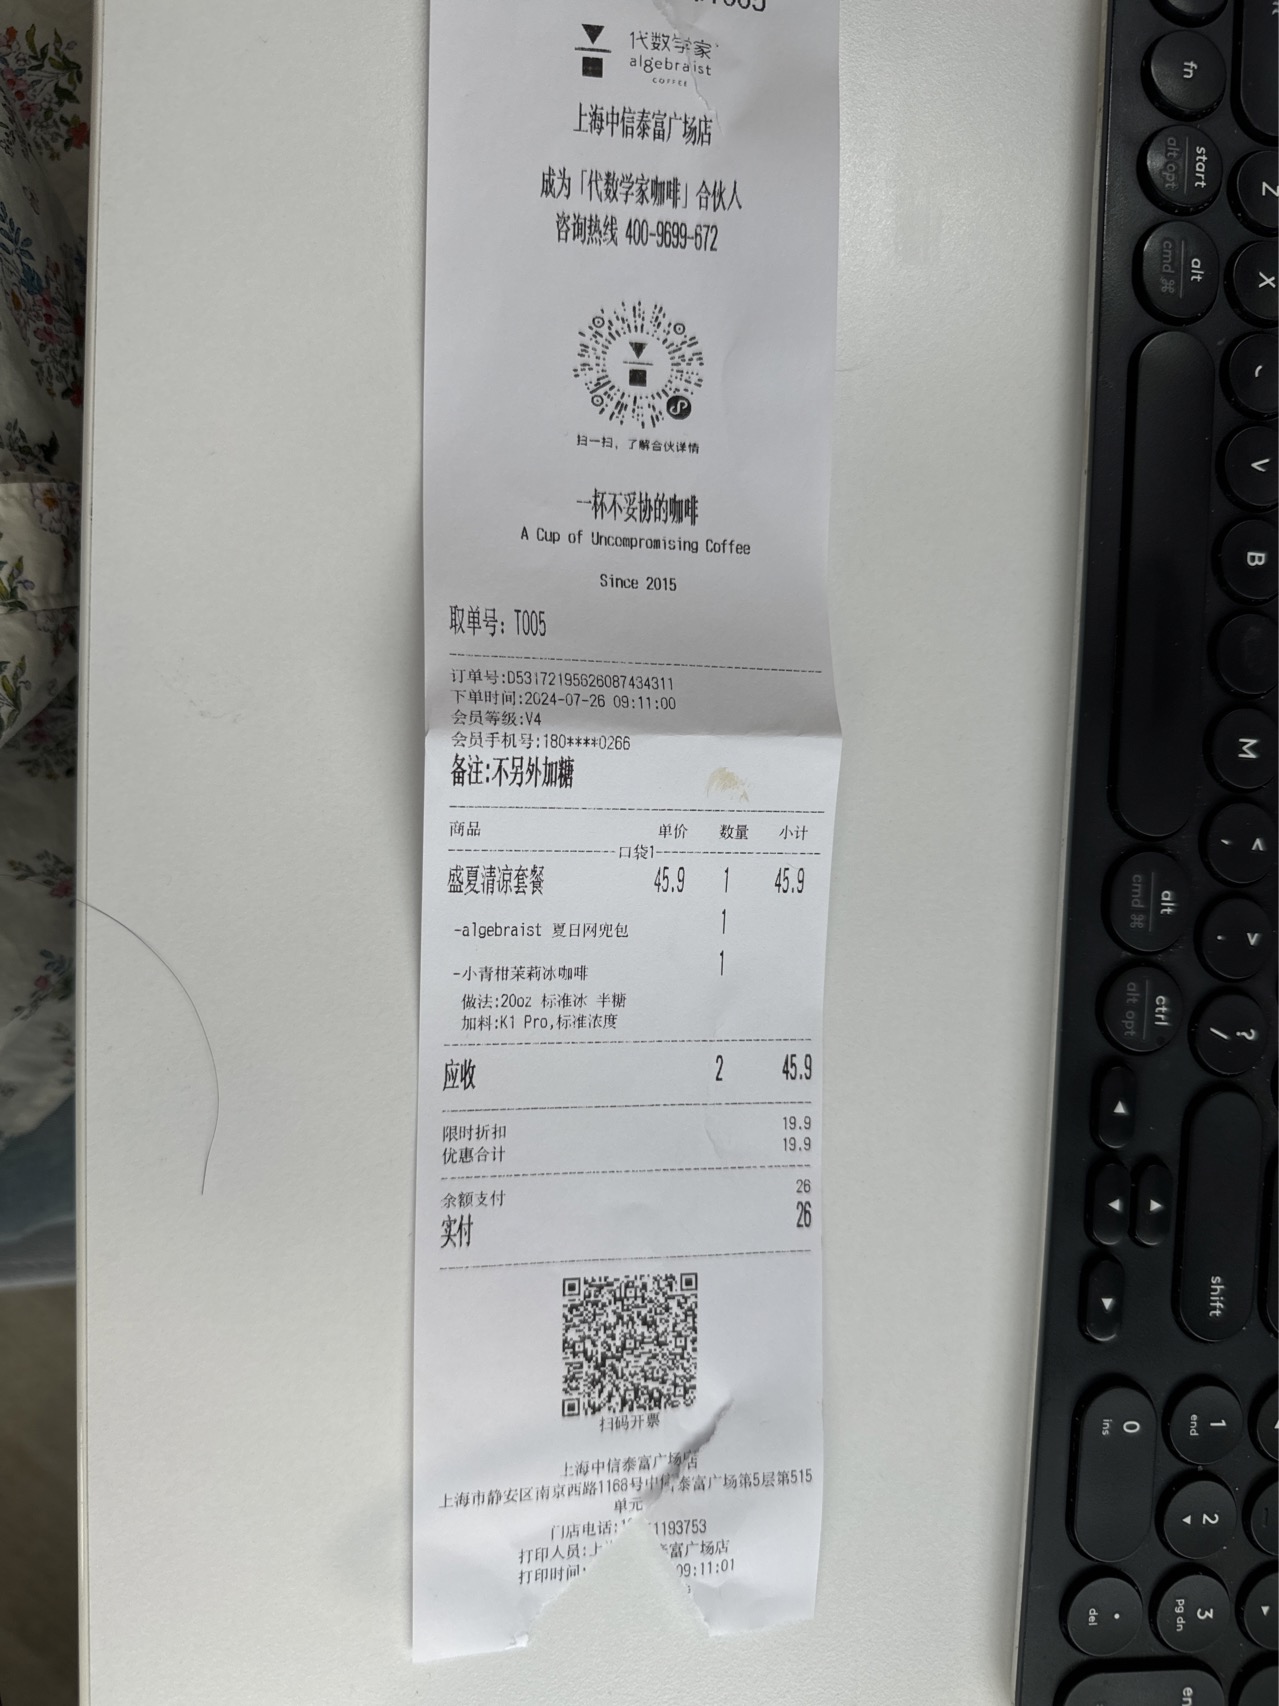 代数学家
algebraist
COFFEE
上海中信泰富广场店
成为「代数学家咖啡」合伙人
咨询热线 400-9699-672
扫一扫，了解合伙详情
一杯不妥协的咖啡
A Cup of Uncompromising Coffee
Since 2015
取单号: T005
订单号:D53172195626087434311
下单时间:2024-07-26 09:11:00
会员等级:V4
会员手机号:180****0266
备注:不另外加糖
商品 单价 数量 小计
口袋1
盛夏清凉套餐 45.9 1 45.9
-algebraist 夏日网兜包 1
-小青柑茉莉冰咖啡 1
做法:20oz 标准冰 半糖
加料:K1 Pro,标准浓度
应收 2 45.9
限时折扣 19.9
优惠合计 19.9
余额支付 26
实付 26
扫码开票
上海中信泰富广场店
上海市静安区南京西路1168号中信泰富广场第5层第515
单元
门店电话: 1193753
打印人员:上 富广场店
打印时间: 09:11:01
fn
start
alt opt
alt
cmd ⌘
Z
X
V
B
M
<
,
>
.
?
/
alt
cmd ⌘
ctrl
alt opt
shift
0
ins
1
end
2
3
pg dn
.
del